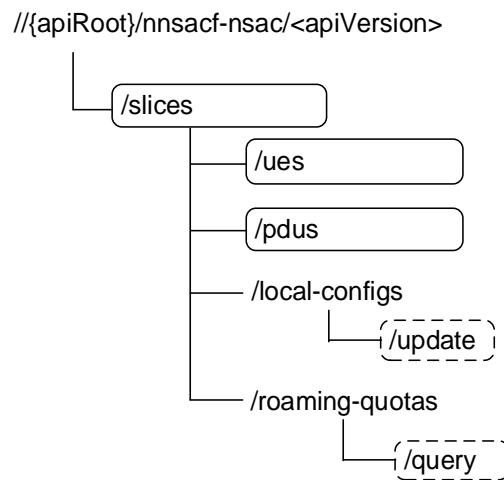 //{apiRoot}/nnsacf-nsac/<apiVersion>
/slices
/ues
/pdus
/local-configs
/update
/roaming-quotas
/query